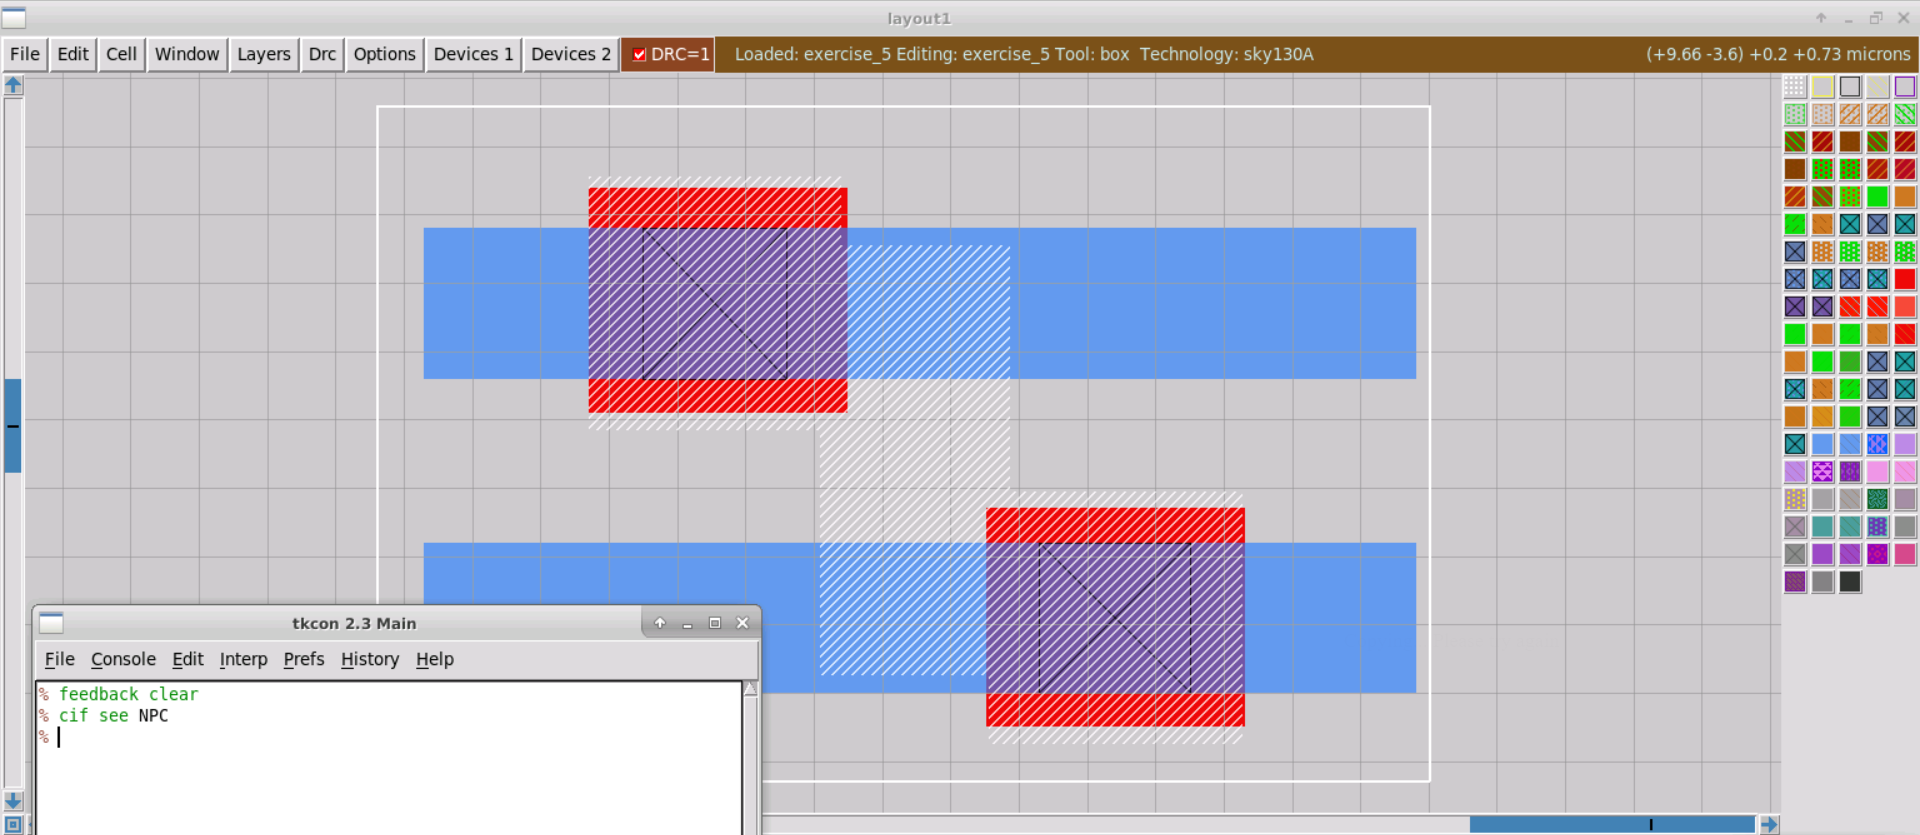 layout1
File Edit Cell Window Layers Drc Options Devices 1 Devices 2 DRC=1 Loaded: exercise_5 Editing: exercise_5 Tool: box Technology: sky130A (+9.66 -3.6) +0.2 +0.73 microns
tkcon 2.3 Main
File Console Edit Interp Prefs History Help
% feedback clear
% cif see NPC
%